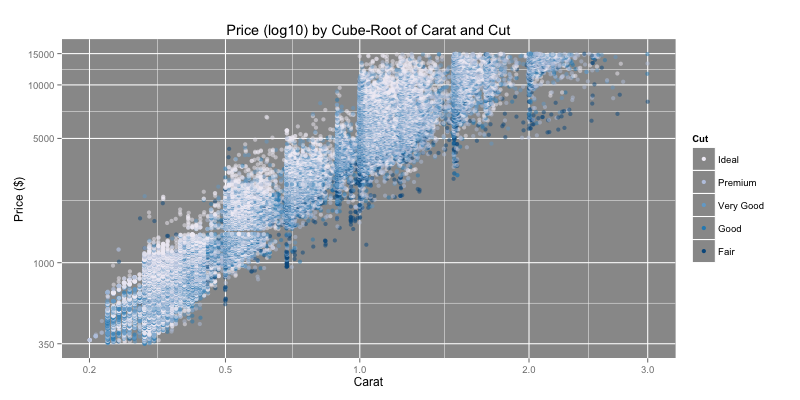 Price (log10) by Cube-Root of Carat and Cut
Price ($)
15000
10000
5000
1000
350
0.2 0.5 1.0 2.0 3.0
Carat
Cut
Ideal
Premium
Very Good
Good
Fair